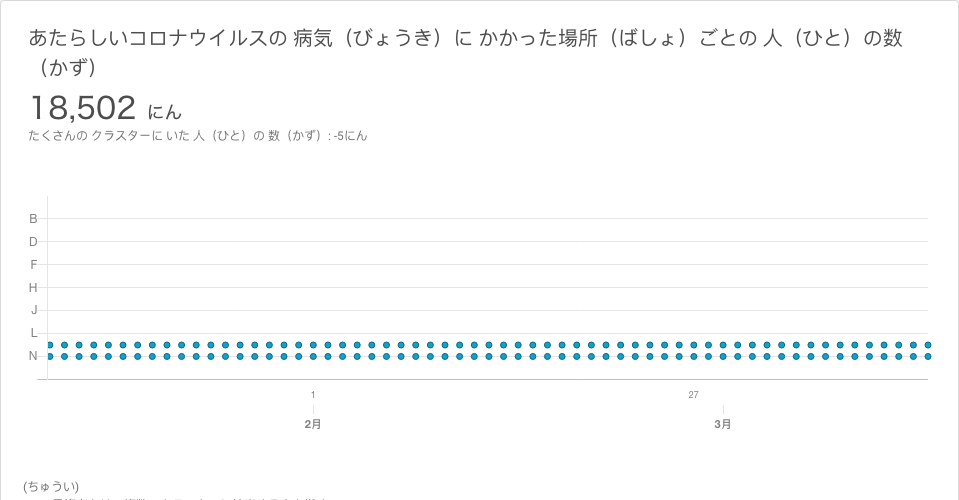 あたらしいコロナウイルスの 病気（びょうき）に かかった場所（ばしょ）ごとの 人（ひと）の数
（かず）
18,502 にん
たくさんの クラスターに いた 人（ひと）の 数（かず）: -5にん
B
D
F
H
J
L
N
1
27
2月
3月
(ちゅうい)